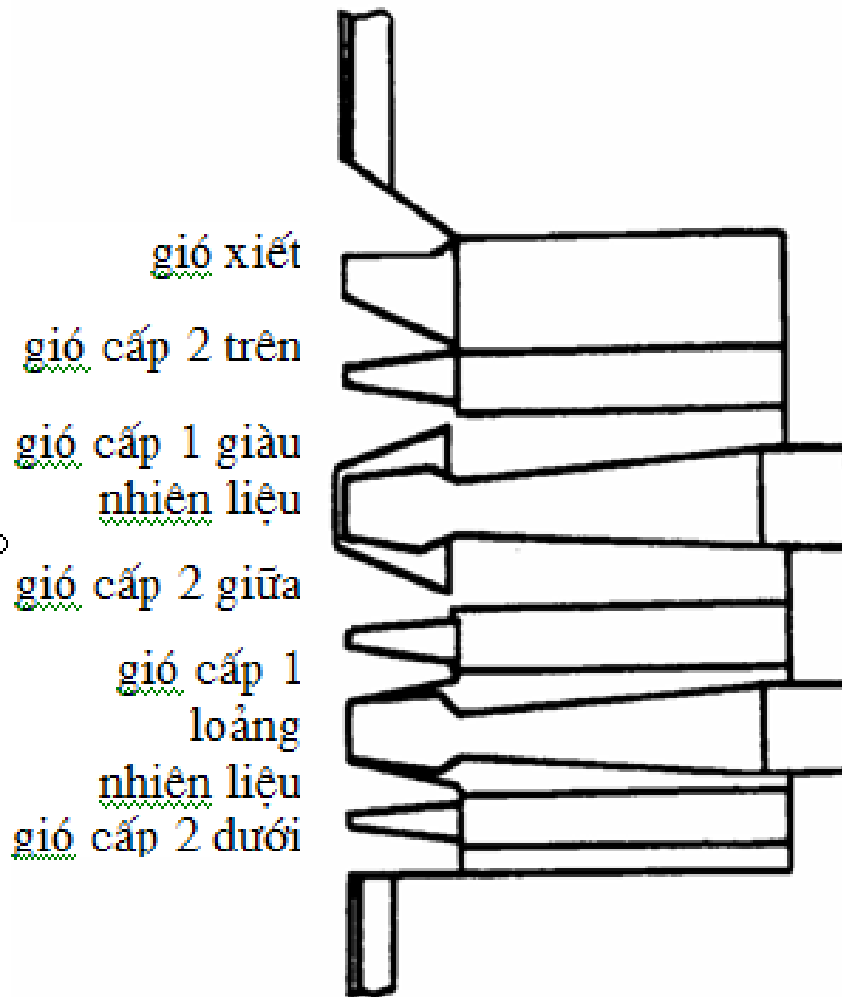 gió xiết
gió cấp 2 trên
gió cấp 1 giàu
nhiên liệu
gió cấp 2 giữa
gió cấp 1
loảng
nhiên liệu
gió cấp 2 dưới